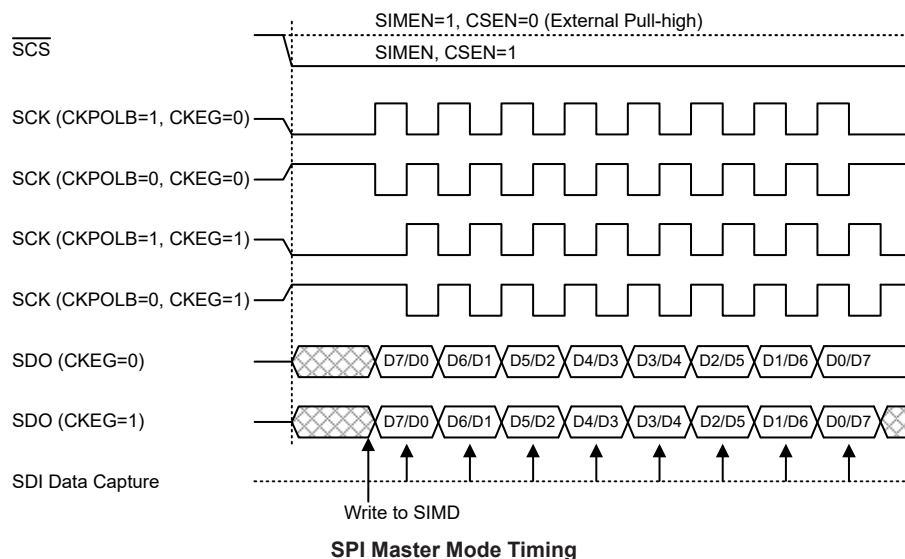 SIMEN=1, CSEN=0 (External Pull-high)
SCS
SIMEN, CSEN=1
SCK (CKPOLB=1, CKEG=0)
SCK (CKPOLB=0, CKEG=0)
SCK (CKPOLB=1, CKEG=1)
SCK (CKPOLB=0, CKEG=1)
SDO (CKEG=0) D7/D0 D6/D1 D5/D2 D4/D3 D3/D4 D2/D5 D1/D6 D0/D7
SDO (CKEG=1) D7/D0 D6/D1 D5/D2 D4/D3 D3/D4 D2/D5 D1/D6 D0/D7
SDI Data Capture
Write to SIMD
SPI Master Mode Timing